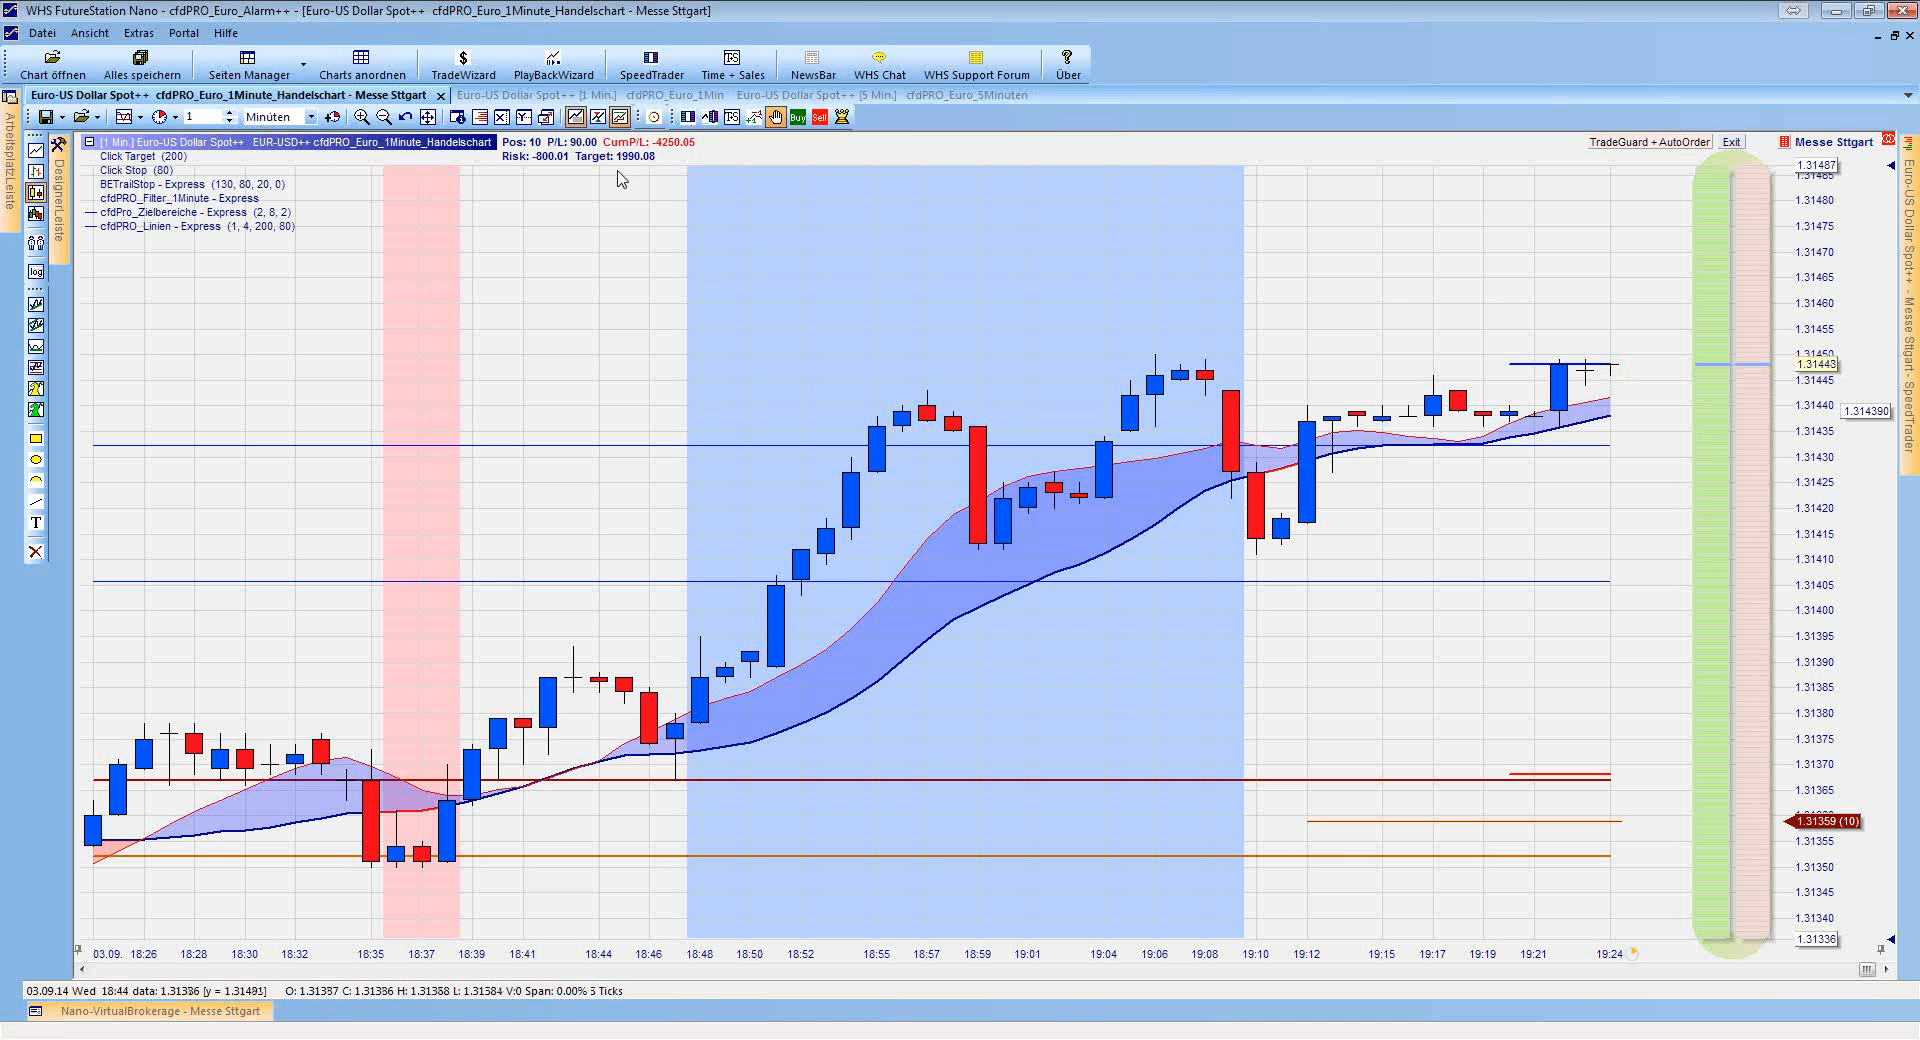 WHS FutureStation Nano - cfdPRO_Euro_Alarm++ - [Euro-US Dollar Spot++   cfdPRO_Euro_1Minute_Handelschart - Messe Sttgart]
Datei Ansicht Extras Portal Hilfe
Chart öffnen Alles speichern Seiten Manager Charts anordnen TradeWizard PlayBackWizard SpeedTrader Time + Sales NewsBar WHS Chat WHS Support Forum Über
Euro-US Dollar Spot++ cfdPRO_Euro_1Minute_Handelschart - Messe Sttgart
Euro-US Dollar Spot++ [1 Min.] cfdPRO_Euro_1Min
Euro-US Dollar Spot++ [5 Min.] cfdPRO_Euro_5Minuten
1 Minuten Buy Sell
ArbeitsplatzLeiste
DesignerLeiste
log
T
[1 Min.] Euro-US Dollar Spot++ EUR-USD++ cfdPRO_Euro_1Minute_Handelschart
Pos: 10 P/L: 90.00 CumP/L: -4250.05
Risk: -800.01 Target: 1990.08
Click Target (200)
Click Stop (80)
BETrailStop - Express (130, 80, 20, 0)
cfdPRO_Filter_1Minute - Express
cfdPro_Zielbereiche - Express (2, 8, 2)
cfdPRO_Linien - Express (1, 4, 200, 80)
TradeGuard + AutoOrder Exit
Messe Sttgart
1.31487
1.31485
1.31480
1.31475
1.31470
1.31465
1.31460
1.31455
1.31450
1.31443
1.31445
1.31440
1.314390
1.31435
1.31430
1.31425
1.31420
1.31415
1.31410
1.31405
1.31400
1.31395
1.31390
1.31385
1.31380
1.31375
1.31370
1.31365
1.31359 (10)
1.31355
1.31350
1.31345
1.31340
1.31336
Euro-US Dollar Spot++ - Messe Sttgart - SpeedTrader
03.09. 18:26 18:28 18:30 18:32 18:35 18:37 18:39 18:41 18:44 18:46 18:48 18:50 18:52 18:55 18:57 18:59 19:01 19:04 19:06 19:08 19:10 19:12 19:15 19:17 19:19 19:21 19:24
03.09.14 Wed 18:44 data:
V:0 Span: 0.00% 5 Ticks
Nano-VirtualBrokerage - Messe Sttgart